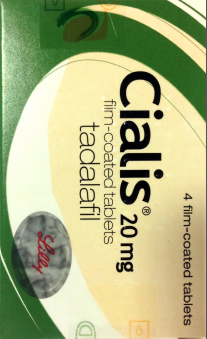 4 film-coated tablets
Cialis® 20 mg
film-coated tablets
tadalafil
Lilly